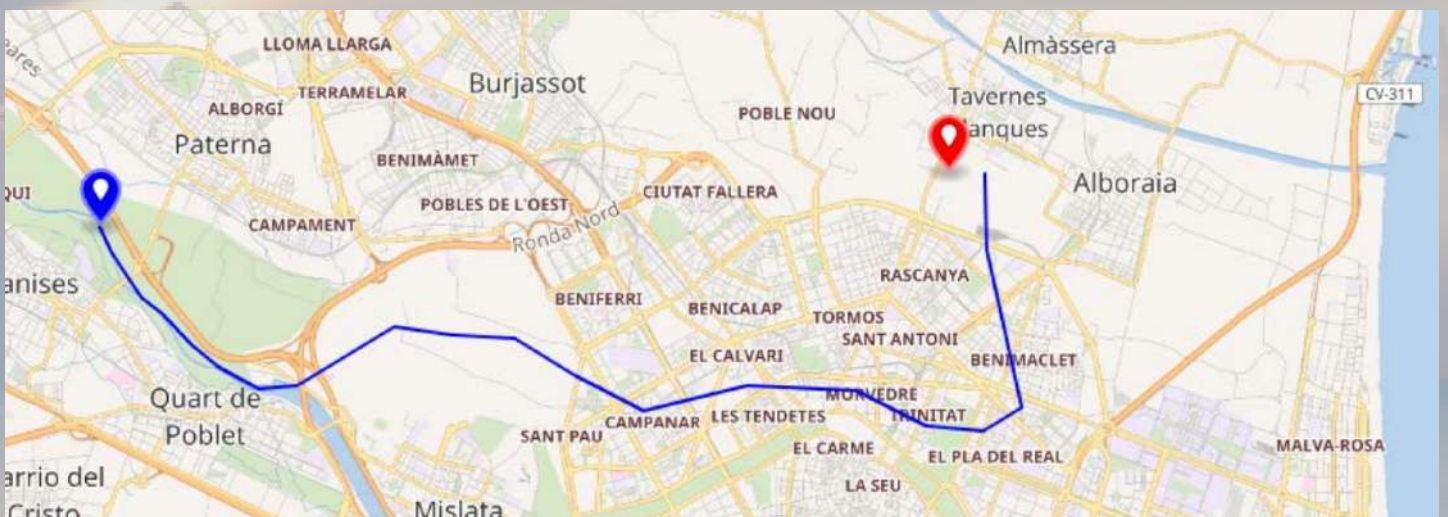 LLOMA LLARGA
Almàssera
Burjassot
Tavernes
TERRAMELAR
CV-311
ALBORGÍ
POBLE NOU
Paterna
BENIMÀMET
Alboraia
CIUTAT FALLERA
POBLES DE L'OEST
CAMPAMENT
Ronda Nord
RASCANYA
BENIFERRI
BENICALAP
TORMOS
SANT ANTONI
EL CALVARI
BENIMACLET
Quart de
Poblet
MORVEDRE
LES TENDETES
TRINITAT
CAMPANAR
SANT PAU
MALVA-ROSA
EL CARME
EL PLA DEL REAL
LA SEU
Mislata
arrio del
Cristo
anises
anques
QUI